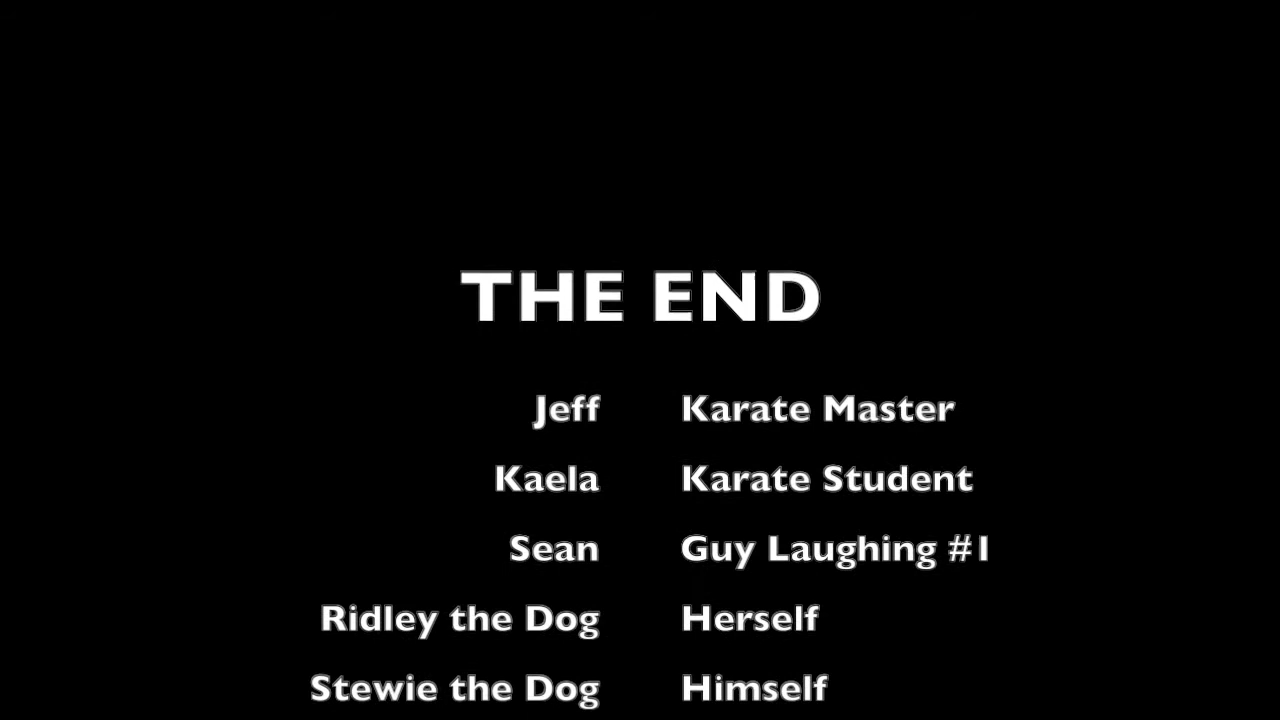 THE END
Jeff Karate Master
Kaela Karate Student
Sean Guy Laughing #1
Ridley the Dog Herself
Stewie the Dog Himself